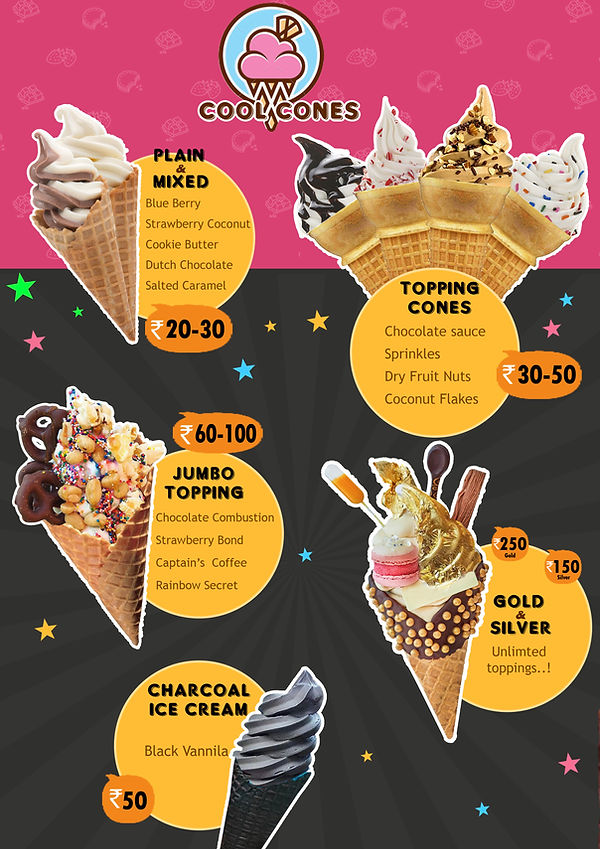 COOL CONES
PLAIN
&
MIXED
Blue Berry
Strawberry Coconut
Cookie Butter
Dutch Chocolate
Salted Caramel
₹20-30
TOPPING
CONES
Chocolate sauce
Sprinkles
Dry Fruit Nuts
Coconut Flakes
₹30-50
₹60-100
JUMBO
TOPPING
Chocolate Combustion
Strawberry Bond
Captain's Coffee
Rainbow Secret
₹250
Gold
₹150
Silver
GOLD
&
SILVER
Unlimted
toppings..!
CHARCOAL
ICE CREAM
Black Vannila
₹50